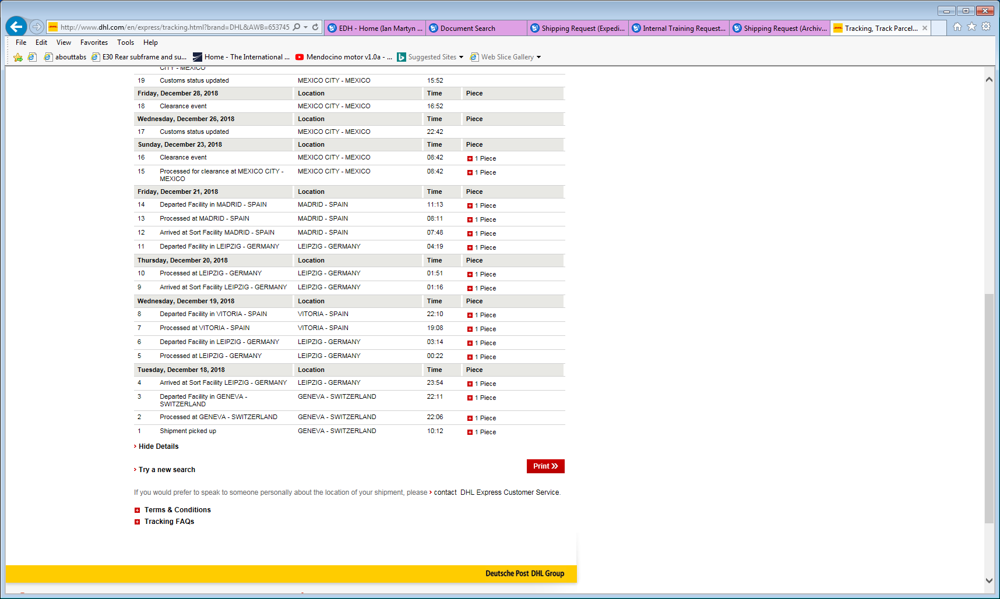 http://www.dhl.com/en/express/tracking.html?brand=DHL&AWB=653745
EDH - Home (Ian Martyn ...
Document Search
Shipping Request (Expedi...
Internal Training Request...
Shipping Request (Archiv...
Tracking, Track Parcel...
File Edit View Favorites Tools Help
abouttabs
E30 Rear subframe and su...
Home - The International ...
Mendocino motor v1.0a - ...
Suggested Sites
Web Slice Gallery
CITY - MEXICO
19 Customs status updated MEXICO CITY - MEXICO 15:52
Friday, December 28, 2018 Location Time Piece
18 Clearance event MEXICO CITY - MEXICO 16:52
Wednesday, December 26, 2018 Location Time Piece
17 Customs status updated MEXICO CITY - MEXICO 22:42
Sunday, December 23, 2018 Location Time Piece
16 Clearance event MEXICO CITY - MEXICO 08:42 1 Piece
15 Processed for clearance at MEXICO CITY - MEXICO CITY - MEXICO 08:42 1 Piece
MEXICO
Friday, December 21, 2018 Location Time Piece
14 Departed Facility in MADRID - SPAIN MADRID - SPAIN 11:13 1 Piece
13 Processed at MADRID - SPAIN MADRID - SPAIN 08:11 1 Piece
12 Arrived at Sort Facility MADRID - SPAIN MADRID - SPAIN 07:48 1 Piece
11 Departed Facility in LEIPZIG - GERMANY LEIPZIG - GERMANY 04:19 1 Piece
Thursday, December 20, 2018 Location Time Piece
10 Processed at LEIPZIG - GERMANY LEIPZIG - GERMANY 01:51 1 Piece
9 Arrived at Sort Facility LEIPZIG - GERMANY LEIPZIG - GERMANY 01:16 1 Piece
Wednesday, December 19, 2018 Location Time Piece
8 Departed Facility in VITORIA - SPAIN VITORIA - SPAIN 22:10 1 Piece
7 Processed at VITORIA - SPAIN VITORIA - SPAIN 19:08 1 Piece
6 Departed Facility in LEIPZIG - GERMANY LEIPZIG - GERMANY 03:14 1 Piece
5 Processed at LEIPZIG - GERMANY LEIPZIG - GERMANY 00:22 1 Piece
Tuesday, December 18, 2018 Location Time Piece
4 Arrived at Sort Facility LEIPZIG - GERMANY LEIPZIG - GERMANY 23:54 1 Piece
3 Departed Facility in GENEVA - GENEVA - SWITZERLAND 22:11 1 Piece
SWITZERLAND
2 Processed at GENEVA - SWITZERLAND GENEVA - SWITZERLAND 22:06 1 Piece
1 Shipment picked up GENEVA - SWITZERLAND 10:12 1 Piece
Hide Details
Try a new search
Print
If you would prefer to speak to someone personally about the location of your shipment, please contact DHL Express Customer Service.
Terms & Conditions
Tracking FAQs
Deutsche Post DHL Group